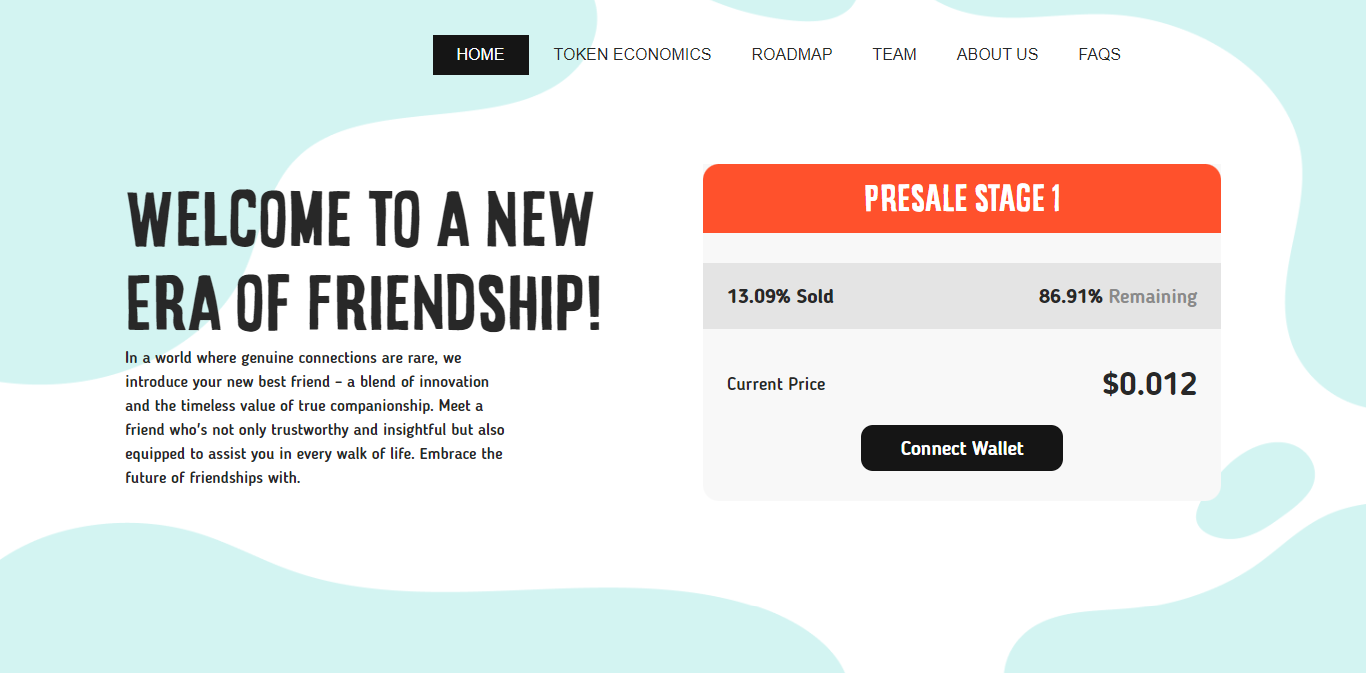 HOME TOKEN ECONOMICS ROADMAP TEAM ABOUT US FAQS
WELCOME TO A NEW
ERA OF FRIENDSHIP!
In a world where genuine connections are rare, we
introduce your new best friend – a blend of innovation
and the timeless value of true companionship. Meet a
friend who's not only trustworthy and insightful but also
equipped to assist you in every walk of life. Embrace the
future of friendships with.
PRESALE STAGE 1
13.09% Sold 86.91% Remaining
Current Price $0.012
Connect Wallet